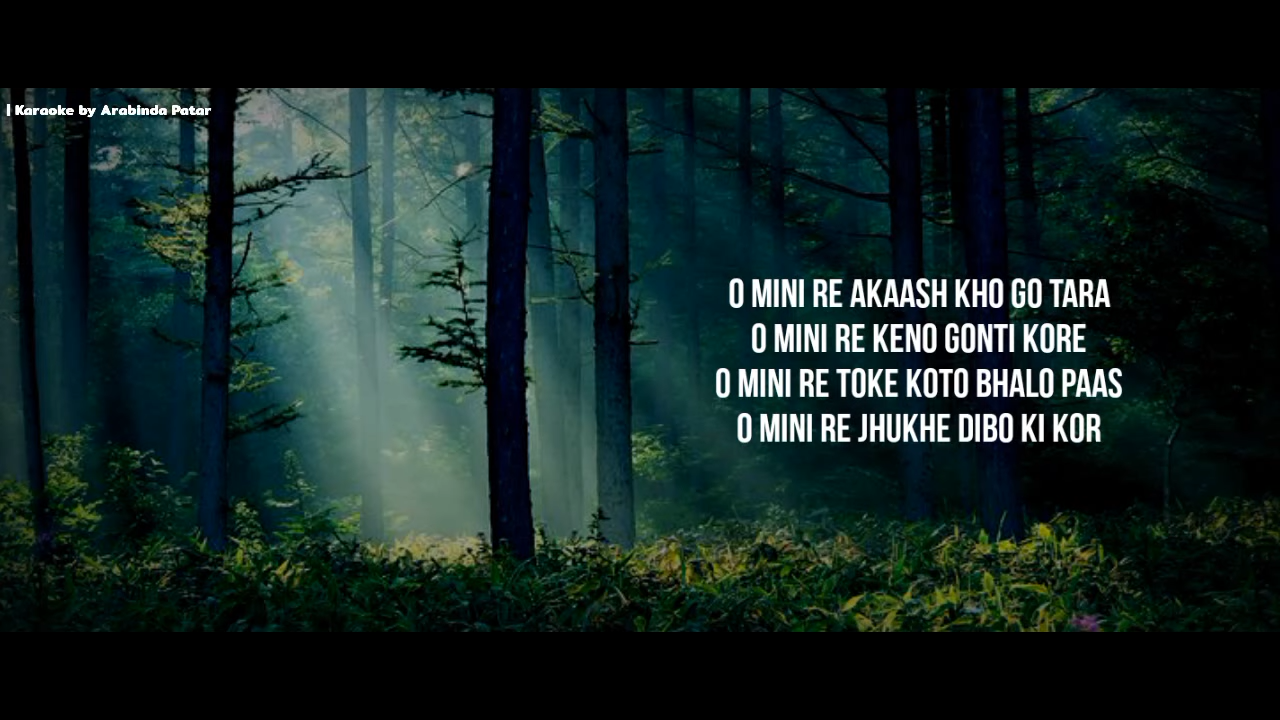 | Karaoke by Arabinda Patar
O MINI RE AKAASH KHO GO TARA
O MINI RE KENO GONTI KORE
O MINI RE TOKE KOTO BHALO PAAS
O MINI RE JHUKHE DIBO KI KOR